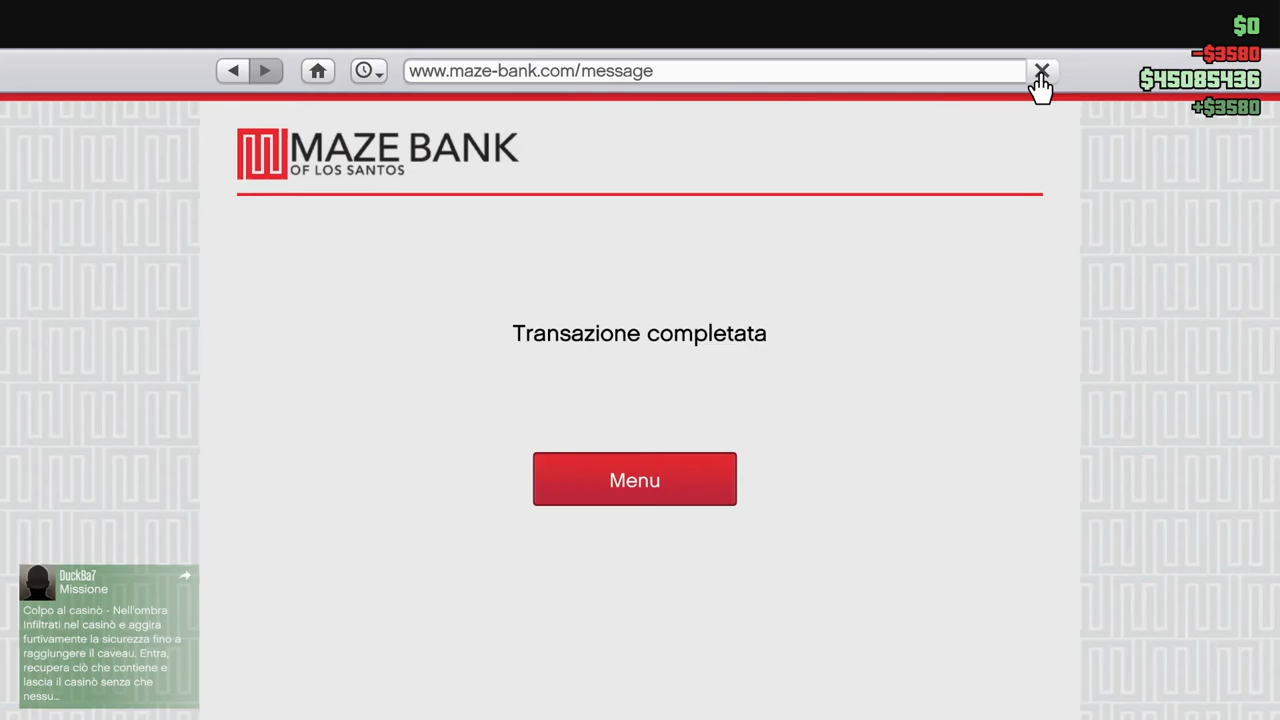 $0
-$3580
www.maze-bank.com/message
$45085436
+$3580
MAZE BANK
OF LOS SANTOS
Transazione completata
Menu
DuckBa7
Missione
Colpo al casinò - Nell'ombra
Infiltrati nel casinò e aggira
furtivamente la sicurezza fino a
raggiungere il caveau. Entra,
recupera ciò che contiene e
lascia il casinò senza che
nessu...